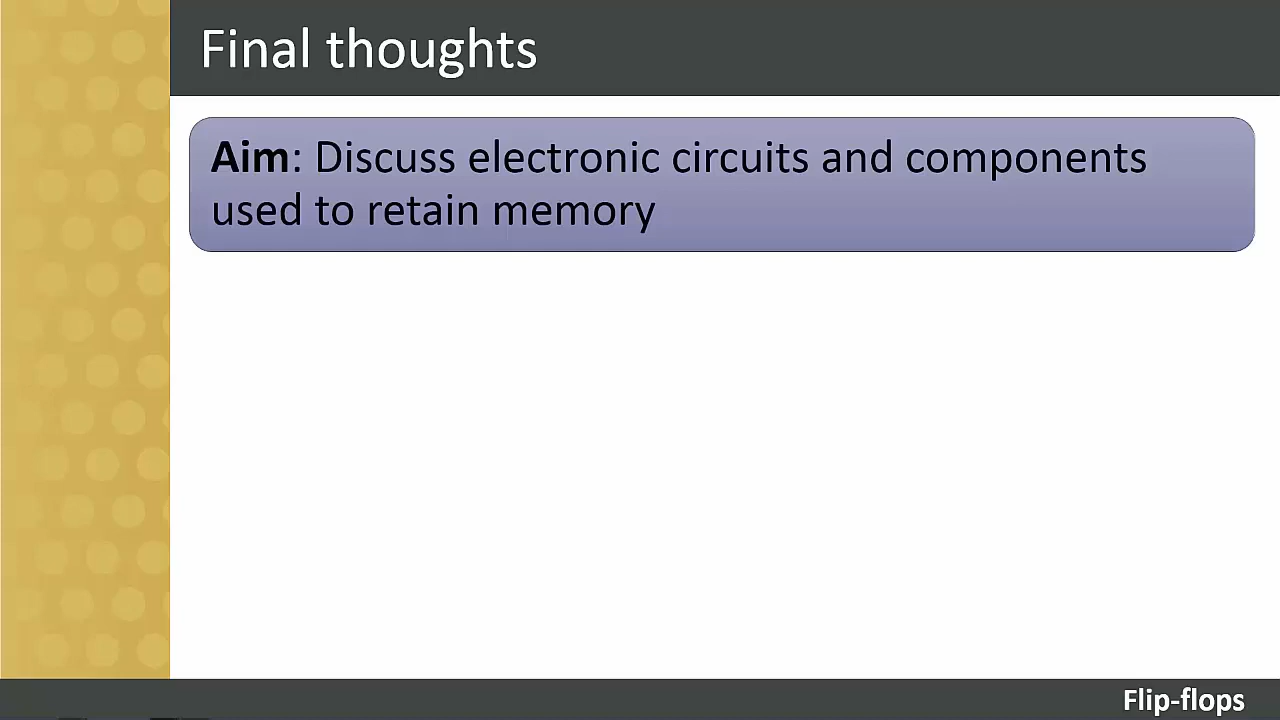 Final thoughts
Aim: Discuss electronic circuits and components
used to retain memory
Flip-flops